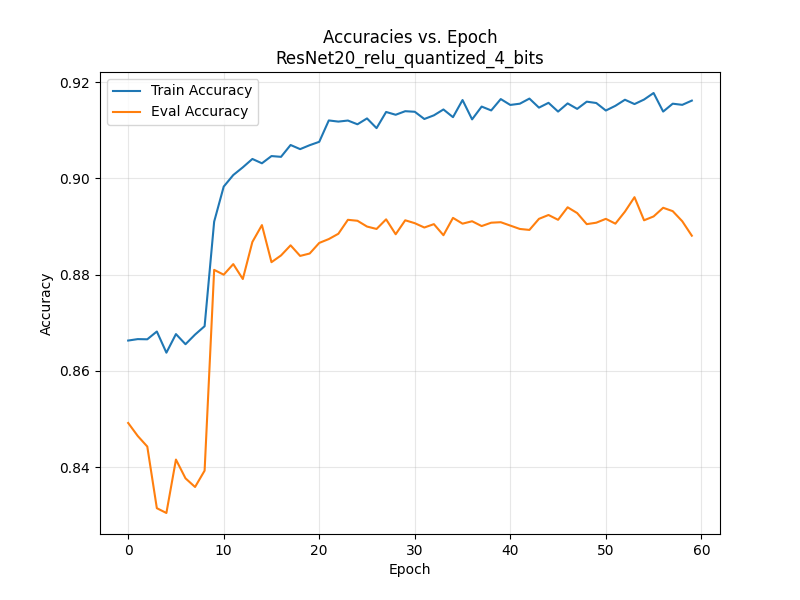 Accuracies vs. Epoch
ResNet20_relu_quantized_4_bits
Train Accuracy
Eval Accuracy
0.92
0.90
0.88
0.86
0.84
Accuracy
0 10 20 30 40 50 60
Epoch